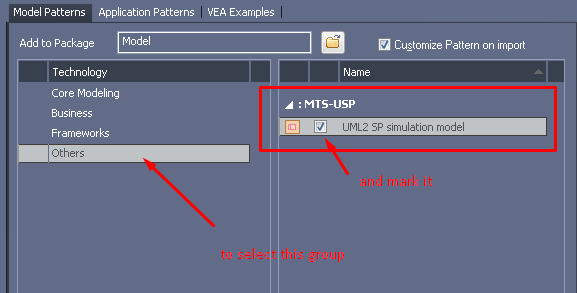 Model Patterns Application Patterns VEA Examples
Add to Package Model Customize Pattern on import
Technology Name
Core Modeling
Business
Frameworks
Others
: MTS-USP
UML2 SP simulation model
and mark it
to select this group